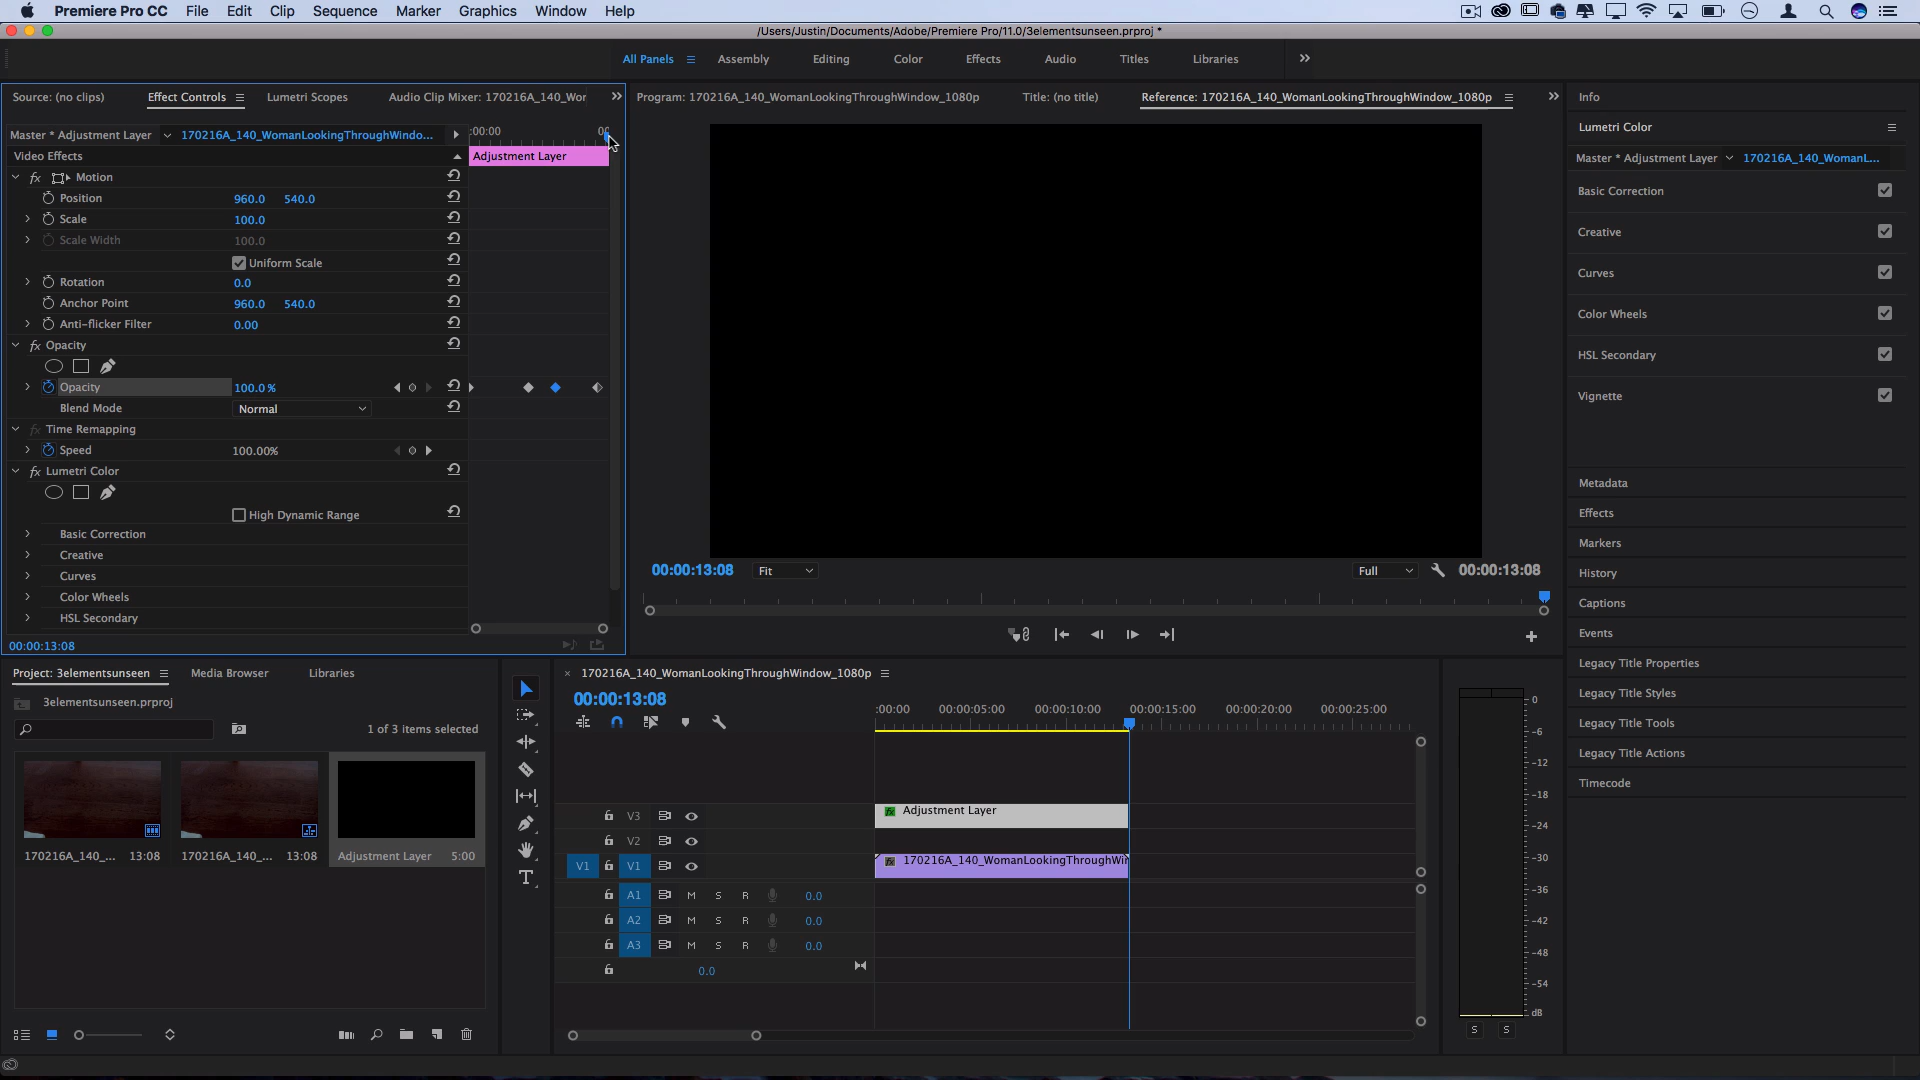 Premiere Pro CC File Edit Clip Sequence Marker Graphics Window Help
/Users/Justin/Documents/Adobe/Premiere Pro/11.0/3elementsunseen.prproj *
All Panels Assembly Editing Color Effects Audio Titles Libraries
Source: (no clips) Effect Controls Lumetri Scopes Audio Clip Mixer: 170216A_140_Wor
Program: 170216A_140_WomanLookingThroughWindow_1080p Title: (no title) Reference: 170216A_140_WomanLookingThroughWindow_1080p
Info
Lumetri Color
Master * Adjustment Layer 170216A_140_WomanL...
Basic Correction
Creative
Curves
Color Wheels
HSL Secondary
Vignette
Metadata
Effects
Markers
History
Captions
Events
Legacy Title Properties
Legacy Title Styles
Legacy Title Tools
Legacy Title Actions
Timecode
Master * Adjustment Layer 170216A_140_WomanLookingThroughWindo... :00:00 00
Video Effects Adjustment Layer
fx Motion
Position 960.0 540.0
Scale 100.0
Scale Width 100.0
Uniform Scale
Rotation 0.0
Anchor Point 960.0 540.0
Anti-flicker Filter 0.00
fx Opacity
Opacity 100.0 %
Blend Mode Normal
fx Time Remapping
Speed 100.00%
fx Lumetri Color
High Dynamic Range
Basic Correction
Creative
Curves
Color Wheels
HSL Secondary
00:00:13:08
00:00:13:08 Fit Full 00:00:13:08
Project: 3elementsunseen Media Browser Libraries
3elementsunseen.prproj
1 of 3 items selected
170216A_140_... 13:08 170216A_140_... 13:08 Adjustment Layer 5:00
× 170216A_140_WomanLookingThroughWindow_1080p
00:00:13:08
:00:00 00:00:05:00 00:00:10:00 00:00:15:00 00:00:20:00 00:00:25:00
V3 fx Adjustment Layer
V2
V1 V1 fx 170216A_140_WomanLookingThroughWin
A1 M S R 0.0
A2 M S R 0.0
A3 M S R 0.0
0.0
0
-6
-12
-18
-24
-30
-36
-42
-48
-54
dB
S S